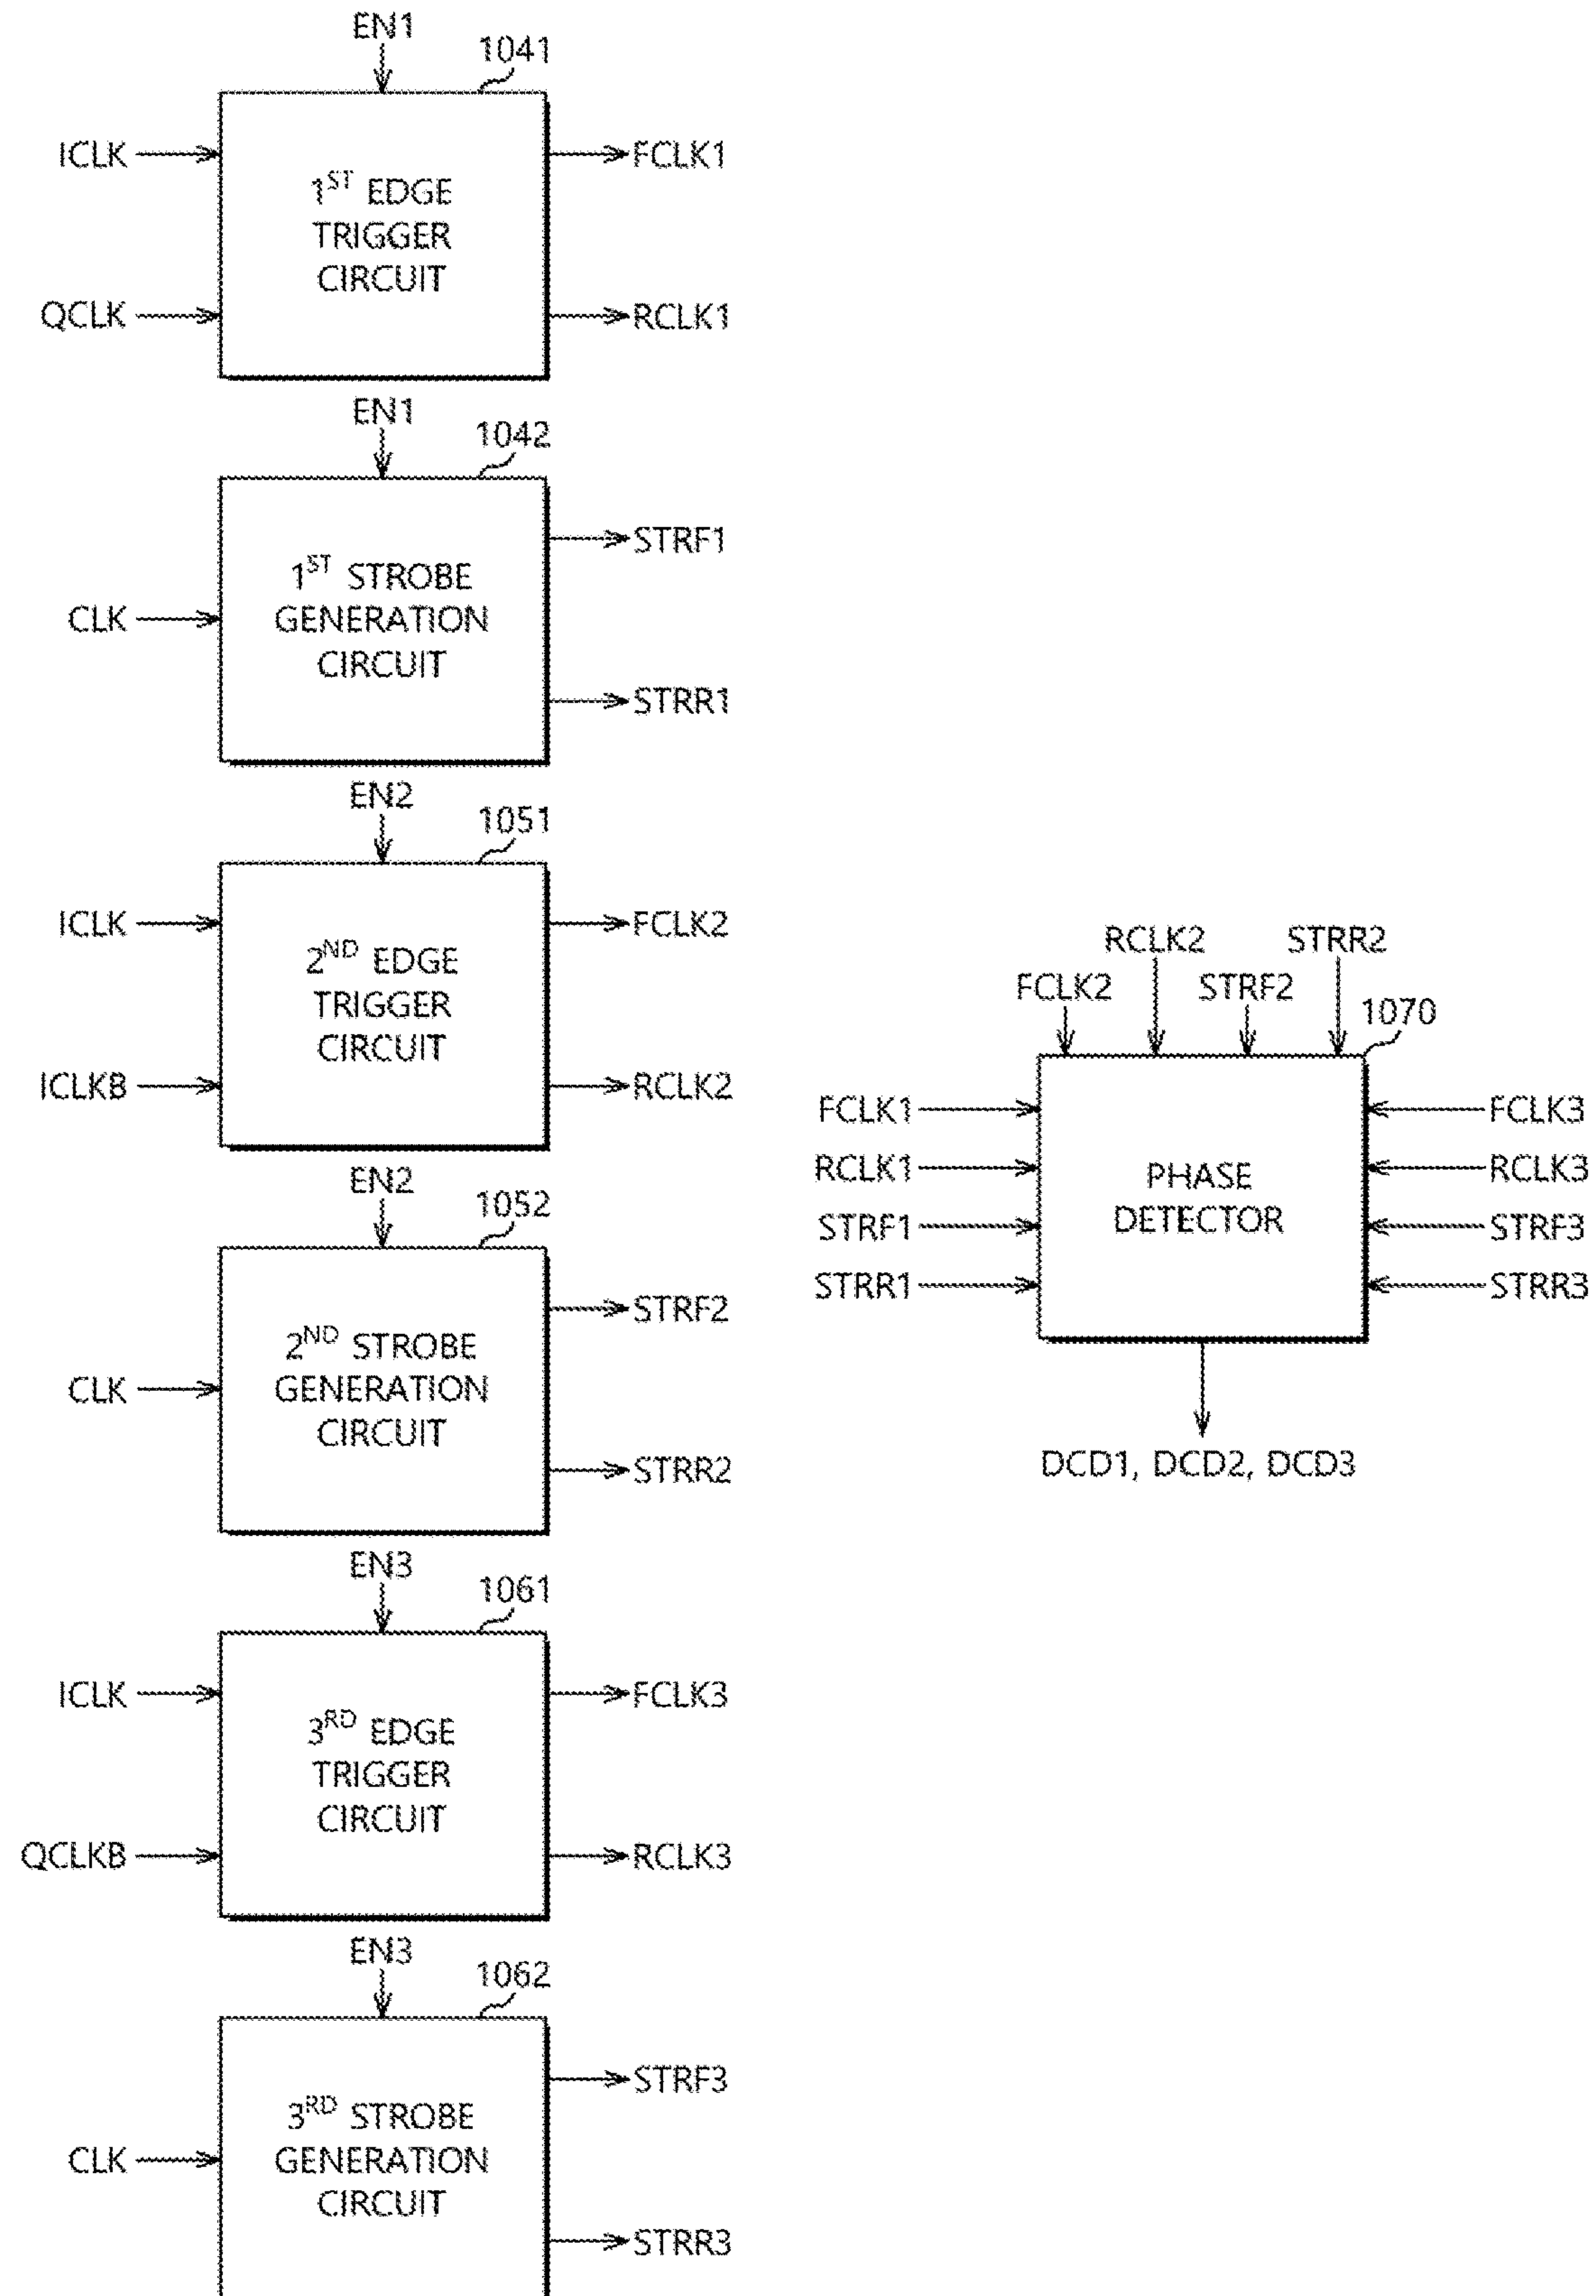 EN1
1041
ICLK
FCLK1
1ST EDGE
TRIGGER
CIRCUIT
QCLK
RCLK1
EN1
1042
STRF1
1ST STROBE
GENERATION
CIRCUIT
CLK
STRR1
EN2
1051
ICLK
FCLK2
2ND EDGE
TRIGGER
CIRCUIT
ICLKB
RCLK2
EN2
1052
STRF2
2ND STROBE
GENERATION
CIRCUIT
CLK
STRR2
EN3
1061
ICLK
FCLK3
3RD EDGE
TRIGGER
CIRCUIT
QCLKB
RCLK3
EN3
1062
STRF3
3RD STROBE
GENERATION
CIRCUIT
CLK
STRR3
RCLK2
STRR2
FCLK2
STRF2
1070
FCLK1
RCLK1
STRF1
STRR1
PHASE
DETECTOR
FCLK3
RCLK3
STRF3
STRR3
DCD1, DCD2, DCD3